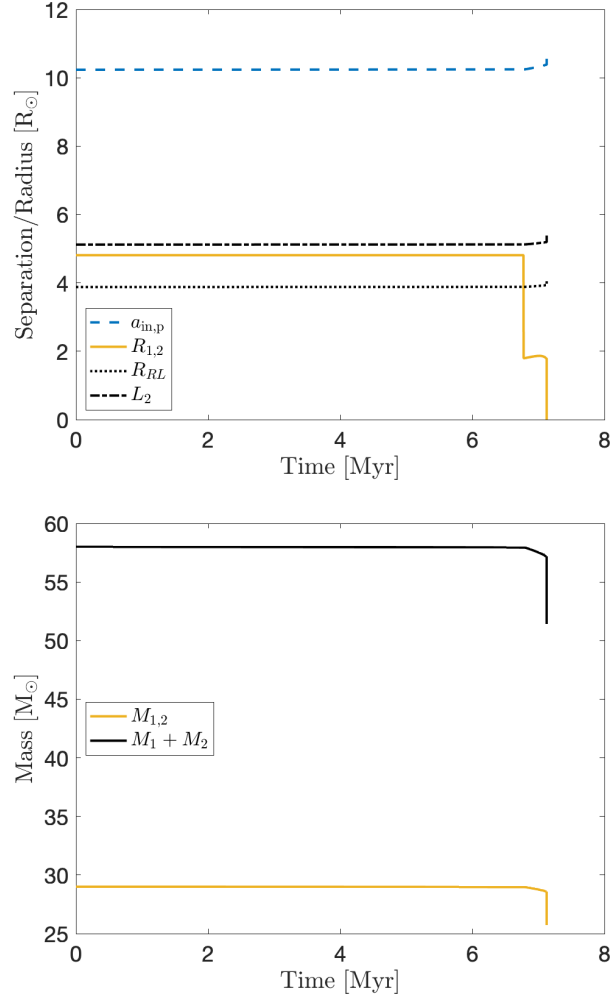 12
10
8
6
4
2
0
Separation/Radius [R⊙]
a_in,p
R_1,2
R_RL
L_2
0 2 4 6 8
Time [Myr]
60
55
50
45
40
35
30
25
Mass [M⊙]
M_1,2
M_1 + M_2
0 2 4 6 8
Time [Myr]